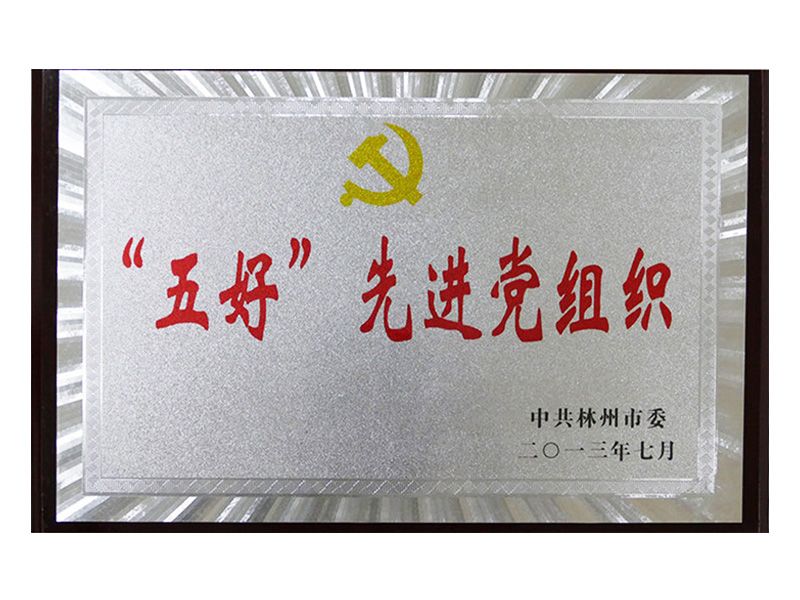 “五好” 先进党组织
中共林州市委
二〇一三年七月